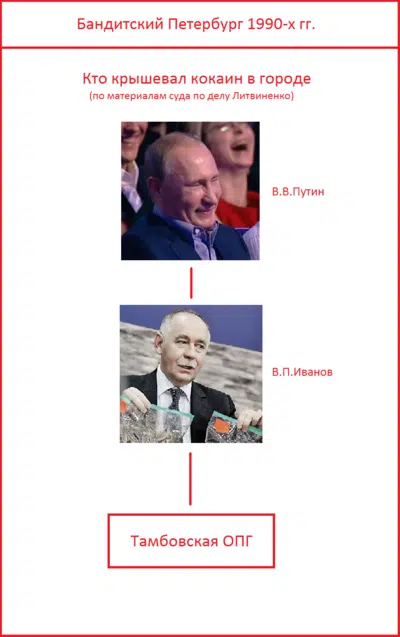 Бандитский Петербург 1990-х гг.
Кто крышевал кокаин в городе
(по материалам суда по делу Литвиненко)
В.В.Путин
В.П.Иванов
Тамбовская ОПГ